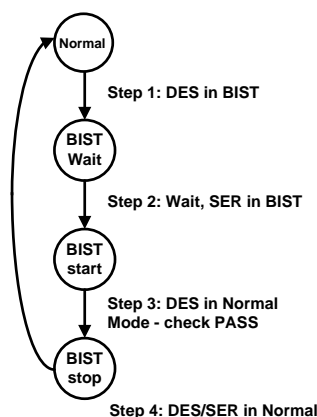 Normal
Step 1: DES in BIST
BIST
Wait
Step 2: Wait, SER in BIST
BIST
start
Step 3: DES in Normal
Mode - check PASS
BIST
stop
Step 4: DES/SER in Normal